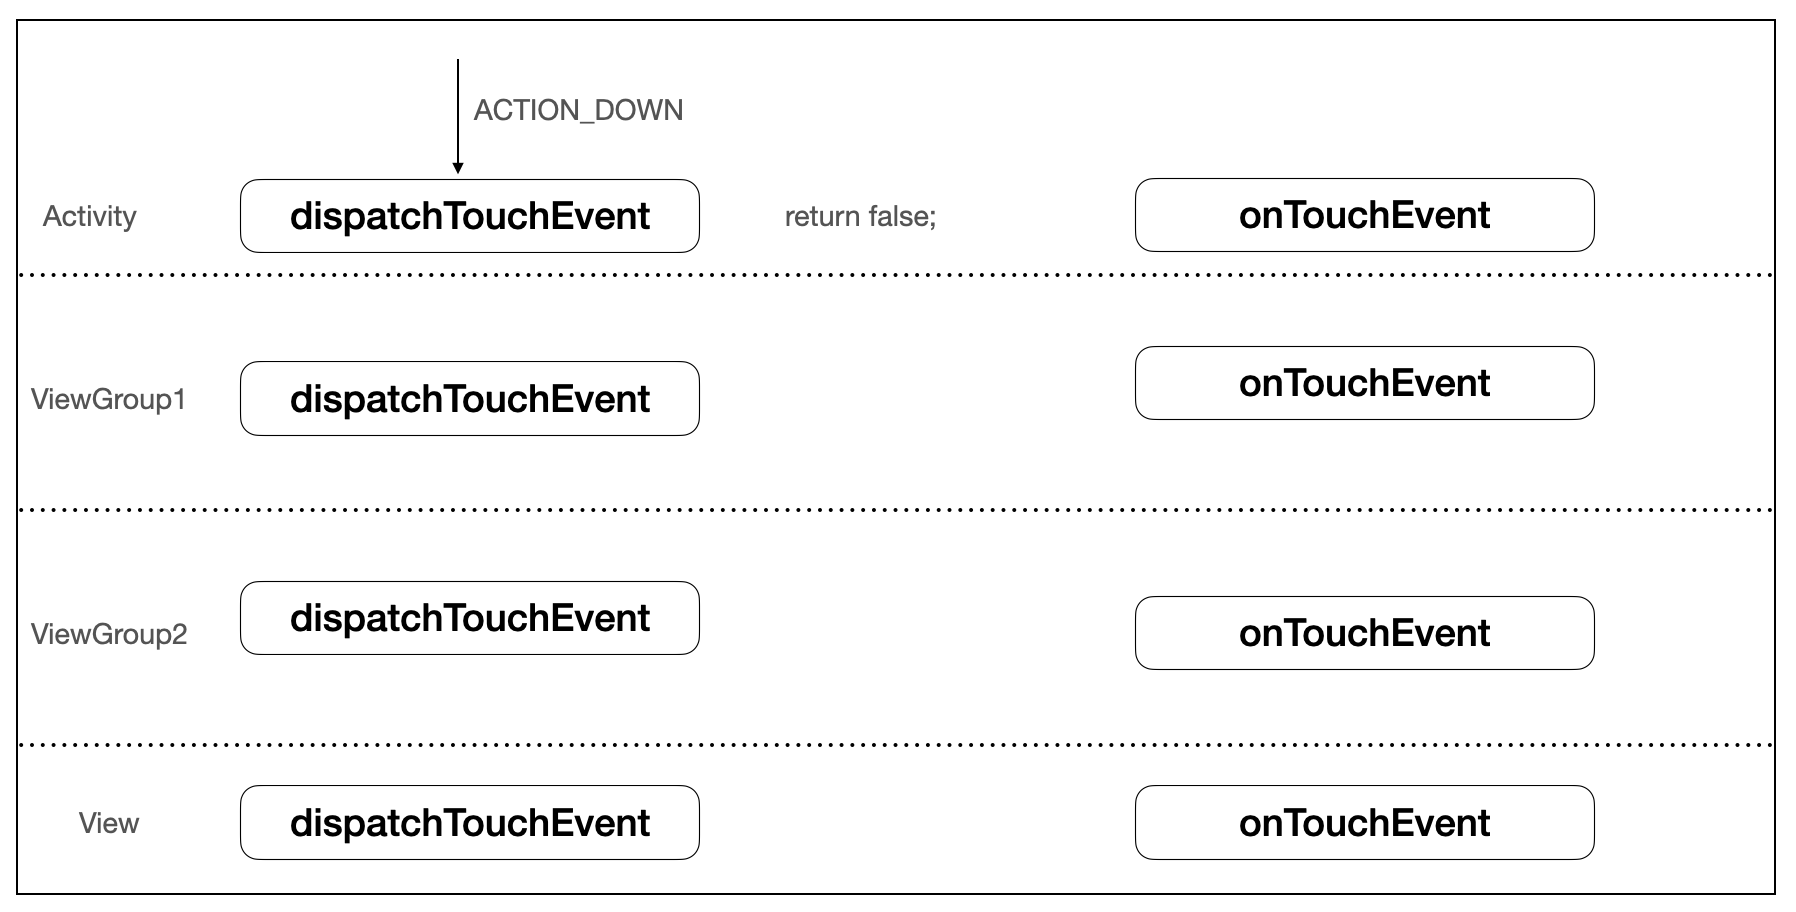 ACTION_DOWN
Activity
dispatchTouchEvent
return false;
onTouchEvent
ViewGroup1
dispatchTouchEvent
onTouchEvent
ViewGroup2
dispatchTouchEvent
onTouchEvent
View
dispatchTouchEvent
onTouchEvent